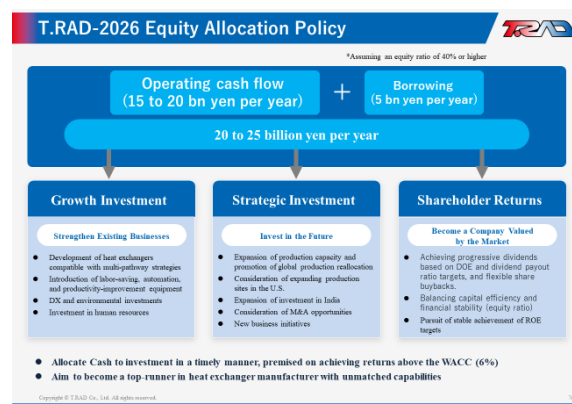 T.RAD-2026 Equity Allocation Policy
T.RAD
*Assuming an equity ratio of 40% or higher
Operating cash flow
(15 to 20 bn yen per year)
+
Borrowing
(5 bn yen per year)
20 to 25 billion yen per year
Growth Investment
Strengthen Existing Businesses
● Development of heat exchangers
compatible with multi-pathway strategies
● Introduction of labor-saving, automation,
and productivity-improvement equipment
● DX and environmental investments
● Investment in human resources
Strategic Investment
Invest in the Future
● Expansion of production capacity and
promotion of global production reallocation
● Consideration of expanding production
sites in the U.S.
● Expansion of investment in India
● Consideration of M&A opportunities
● New business initiatives
Shareholder Returns
Become a Company Valued
by the Market
● Achieving progressive dividends
based on DOE and dividend payout
ratio targets, and flexible share
buybacks.
● Balancing capital efficiency and
financial stability (equity ratio)
● Pursuit of stable achievement of ROE
targets
● Allocate Cash to investment in a timely manner, premised on achieving returns above the WACC (6%)
● Aim to become a top-runner in heat exchanger manufacturer with unmatched capabilities
Copyright © T.RAD Co., Ltd. All rights reserved.